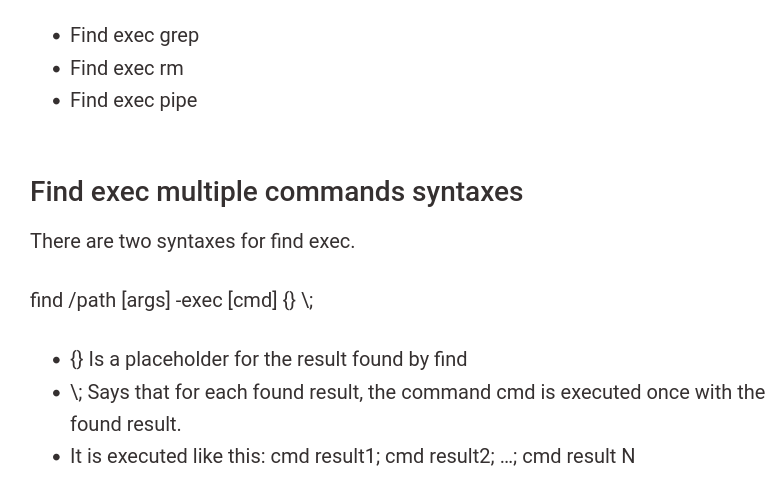 • Find exec grep
• Find exec rm
• Find exec pipe
Find exec multiple commands syntaxes
There are two syntaxes for find exec.
find /path [args] -exec [cmd] {} \;
• {} Is a placeholder for the result found by find
• \; Says that for each found result, the command cmd is executed once with the
found result.
• It is executed like this: cmd result1; cmd result2; …; cmd result N